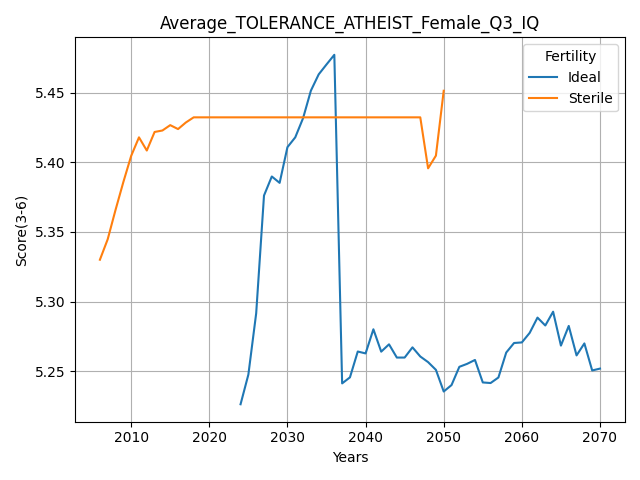 Average_TOLERANCE_ATHEIST_Female_Q3_IQ
Fertility
Ideal
Sterile
Score(3-6)
5.45
5.40
5.35
5.30
5.25
2010 2020 2030 2040 2050 2060 2070
Years